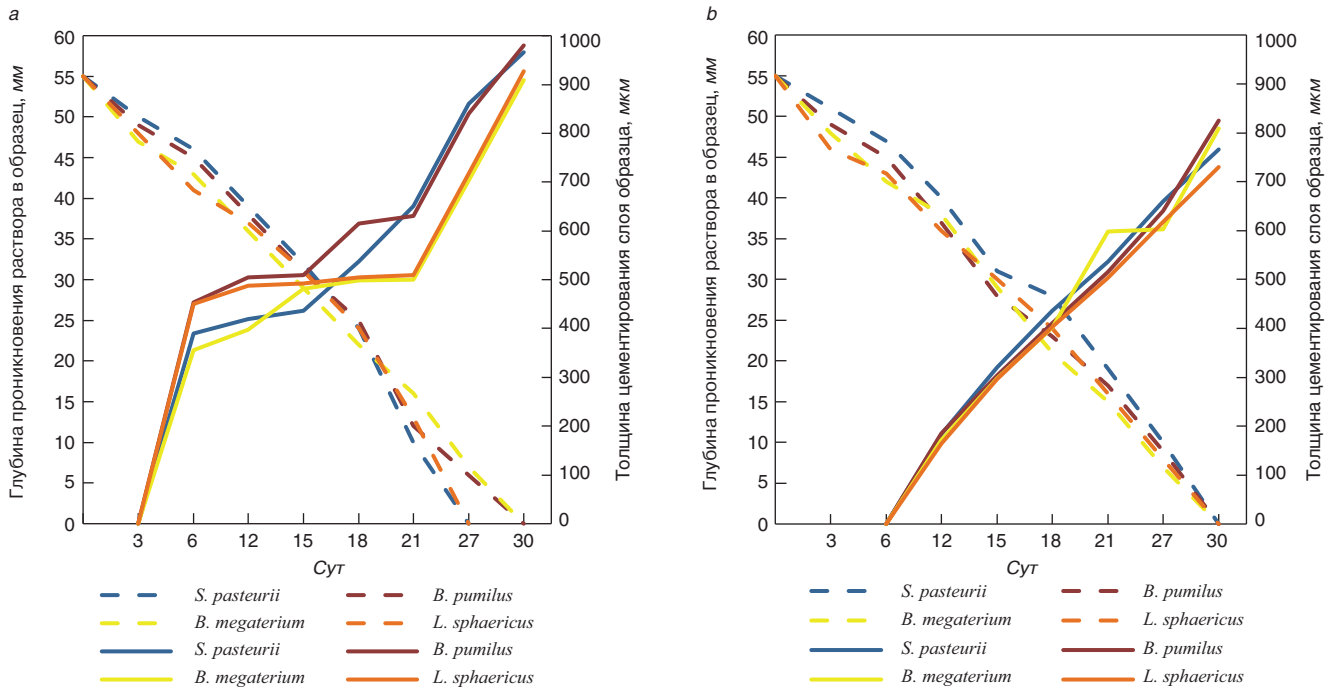 a
Глубина проникновения раствора в образец, мм
60
55
50
45
40
35
30
25
20
15
10
5
0
1000
900
800
700
600
500
400
300
200
100
0
Толщина цементирования слоя образца, мкм
3 6 12 15 18 21 27 30
Сут
S. pasteurii B. pumilus
B. megaterium L. sphaericus
S. pasteurii B. pumilus
B. megaterium L. sphaericus
b
Глубина проникновения раствора в образец, мм
60
55
50
45
40
35
30
25
20
15
10
5
0
1000
900
800
700
600
500
400
300
200
100
0
Толщина цементирования слоя образца, мкм
3 6 12 15 18 21 27 30
Сут
S. pasteurii B. pumilus
B. megaterium L. sphaericus
S. pasteurii B. pumilus
B. megaterium L. sphaericus